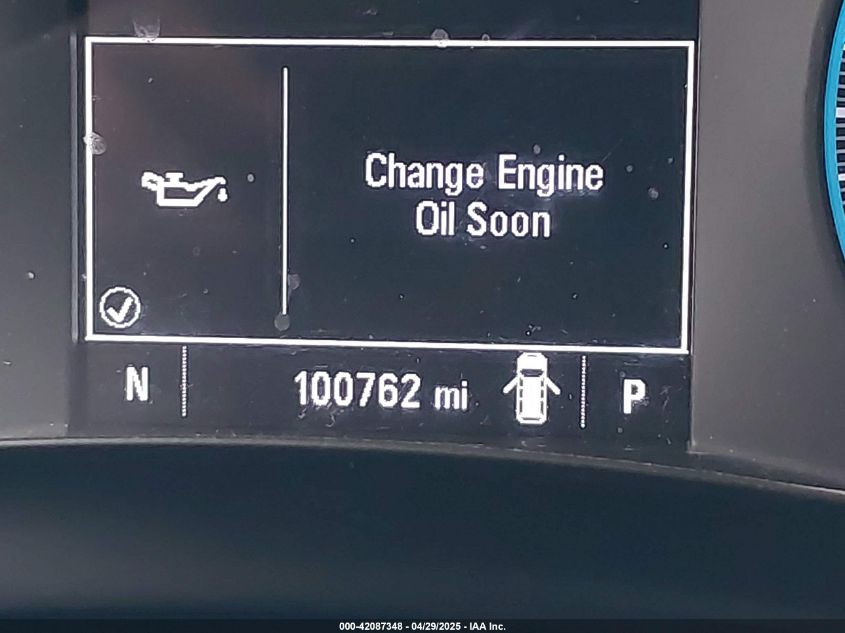 Change Engine
Oil Soon
N 100762 mi P
000-42087348 - 04/29/2025 - IAA Inc.